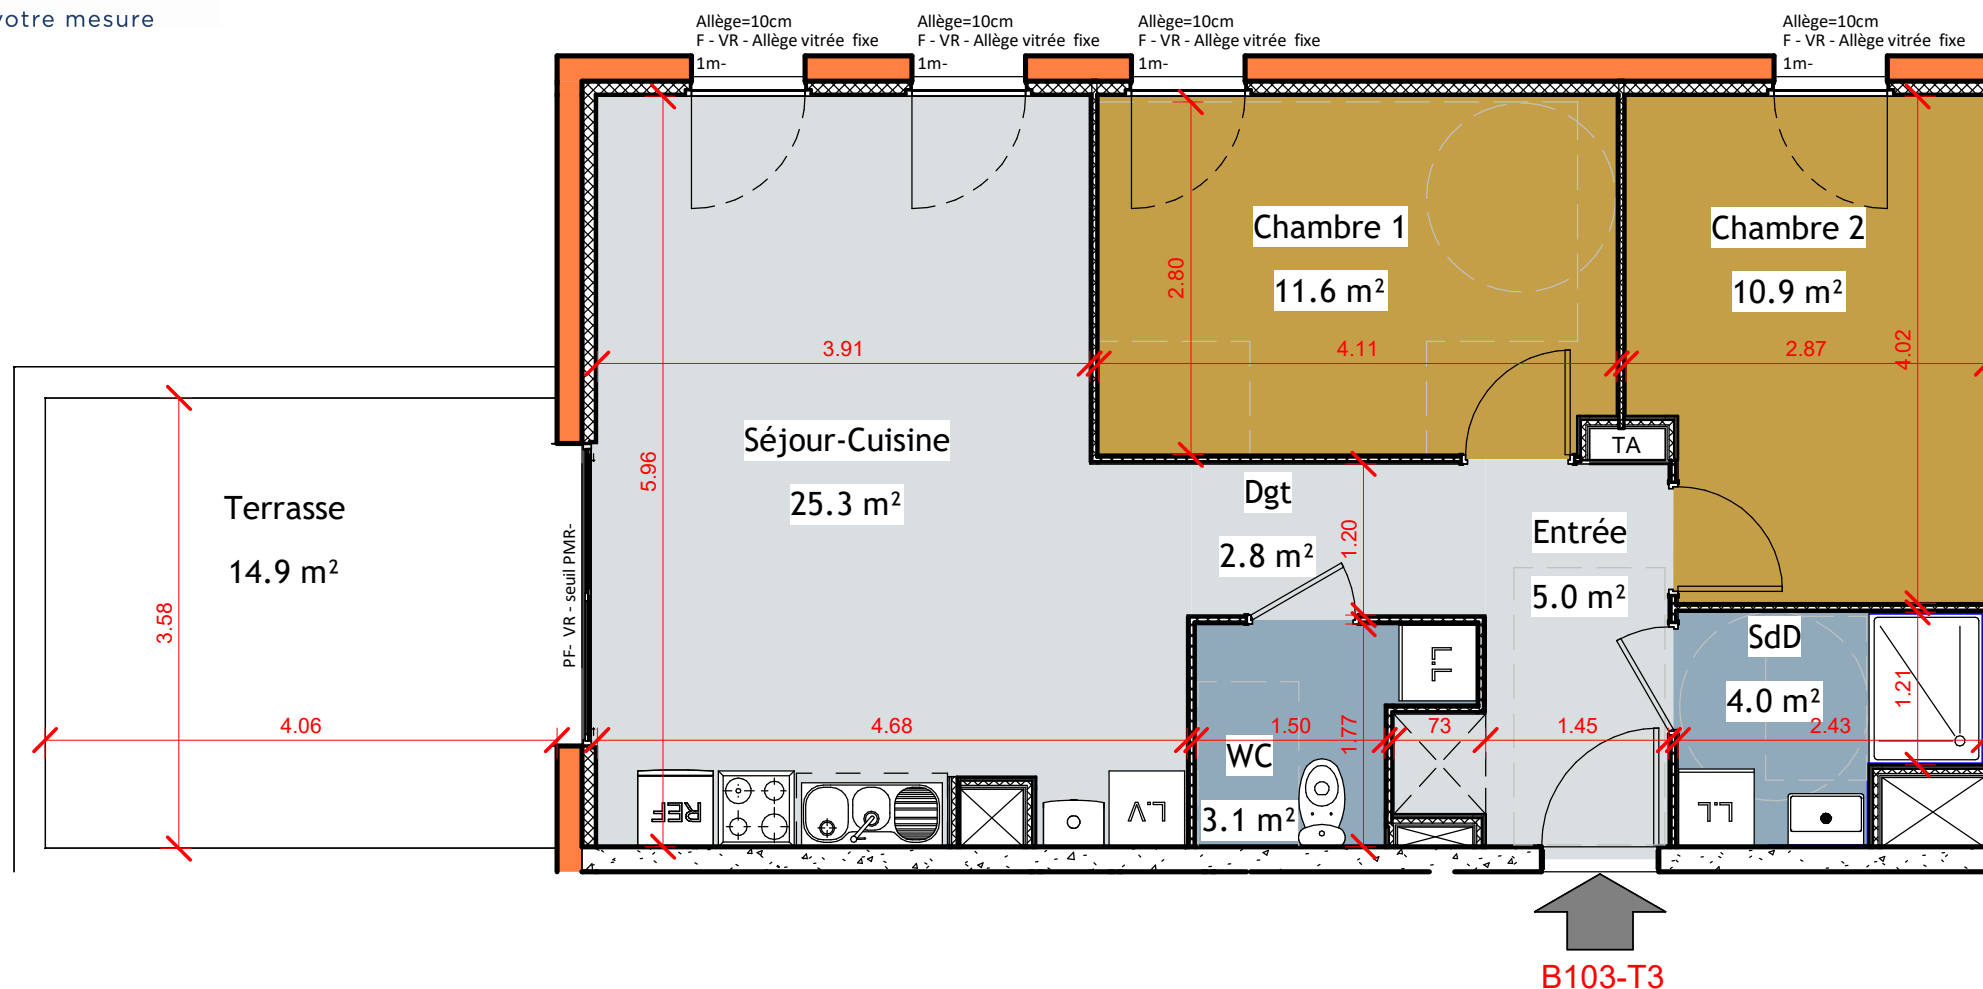 votre mesure
Allège=10cm
F - VR - Allège vitrée fixe
1m-
Allège=10cm
F - VR - Allège vitrée fixe
1m-
Allège=10cm
F - VR - Allège vitrée fixe
1m-
Allège=10cm
F - VR - Allège vitrée fixe
1m-
Chambre 1
11.6 m²
Chambre 2
10.9 m²
2.80
3.91
4.11
2.87
4.02
5.96
Séjour-Cuisine
25.3 m²
TA
Dgt
2.8 m²
1.20
Entrée
5.0 m²
Terrasse
14.9 m²
3.58
4.06
PF- VR - seuil PMR-
SdD
4.0 m²
1.21
2.43
L.L
4.68
1.50
1.77
73
1.45
WC
3.1 m²
REF
L.V
L.L
B103-T3